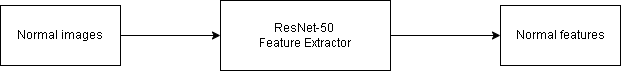 Normal images
ResNet-50
Feature Extractor
Normal features